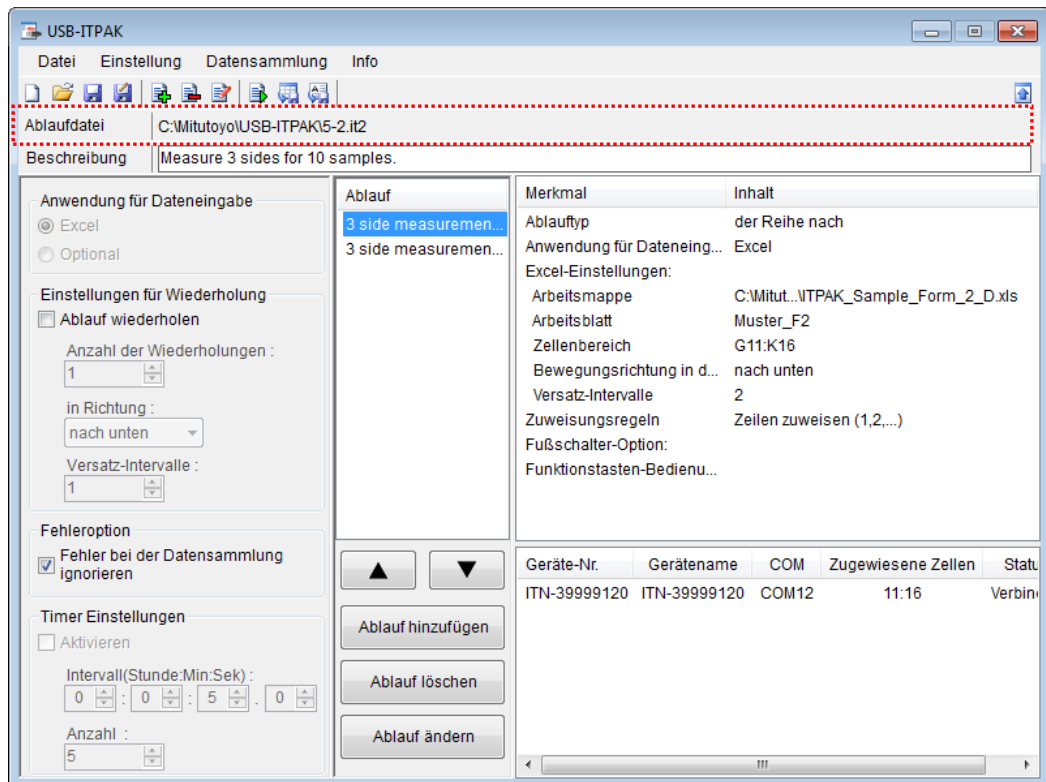 USB-ITPAK
Datei Einstellung Datensammlung Info
Ablaufdatei C:\Mitutoyo\USB-ITPAK\5-2.it2
Beschreibung Measure 3 sides for 10 samples.
Anwendung für Dateneingabe
Excel
Optional
Einstellungen für Wiederholung
Ablauf wiederholen
Anzahl der Wiederholungen :
1
in Richtung :
nach unten
Versatz-Intervalle :
1
Fehleroption
Fehler bei der Datensammlung
ignorieren
Timer Einstellungen
Aktivieren
Intervall(Stunde:Min:Sek) :
0 : 0 : 5 . 0
Anzahl :
5
Ablauf
3 side measuremen...
3 side measuremen...
Ablauf hinzufügen
Ablauf löschen
Ablauf ändern
Merkmal Inhalt
Ablauftyp der Reihe nach
Anwendung für Dateneing... Excel
Excel-Einstellungen:
Arbeitsmappe C:\Mitut...\ITPAK_Sample_Form_2_D.xls
Arbeitsblatt Muster_F2
Zellenbereich G11:K16
Bewegungsrichtung in d... nach unten
Versatz-Intervalle 2
Zuweisungsregeln Zeilen zuweisen (1,2,...)
Fußschalter-Option:
Funktionstasten-Bedienu...
Geräte-Nr. Gerätename COM Zugewiesene Zellen Statu
ITN-39999120 ITN-39999120 COM12 11:16 Verbin